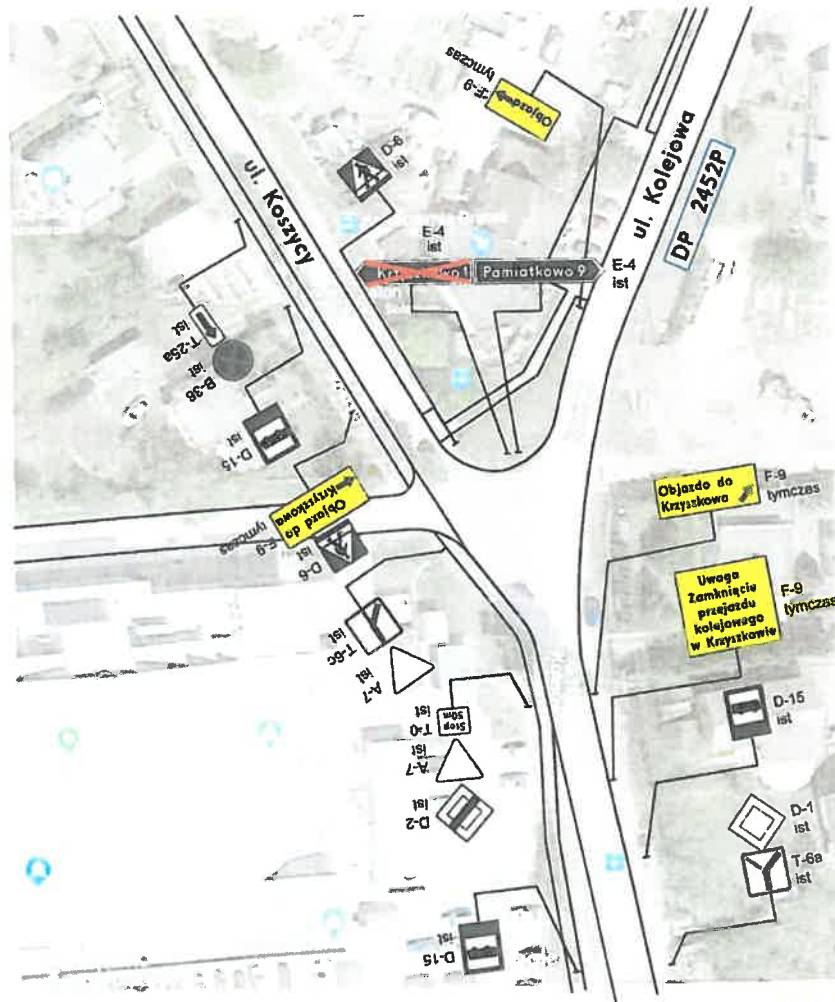 Objazd
F-9
tymczas
ul. Koszycy
D-6
ist
E-4
ist
Pamiątkowo 9
E-4
ist
ul. Kolejowa
DP 2452P
T-25a
ist
B-36
ist
D-15
ist
Objazd do
Krzyszkowa
F-9
tymczas
D-6
ist
Objazd do
Krzyszkowa
F-9
tymczas
Uwaga
Zamknięcie
przejazdu
kolejowego
w Krzyszkowie
F-9
tymczas
T-6c
ist
A-7
ist
Stop
50m
T-0
ist
A-7
ist
D-2
ist
D-15
ist
D-15
ist
D-1
ist
T-6a
ist